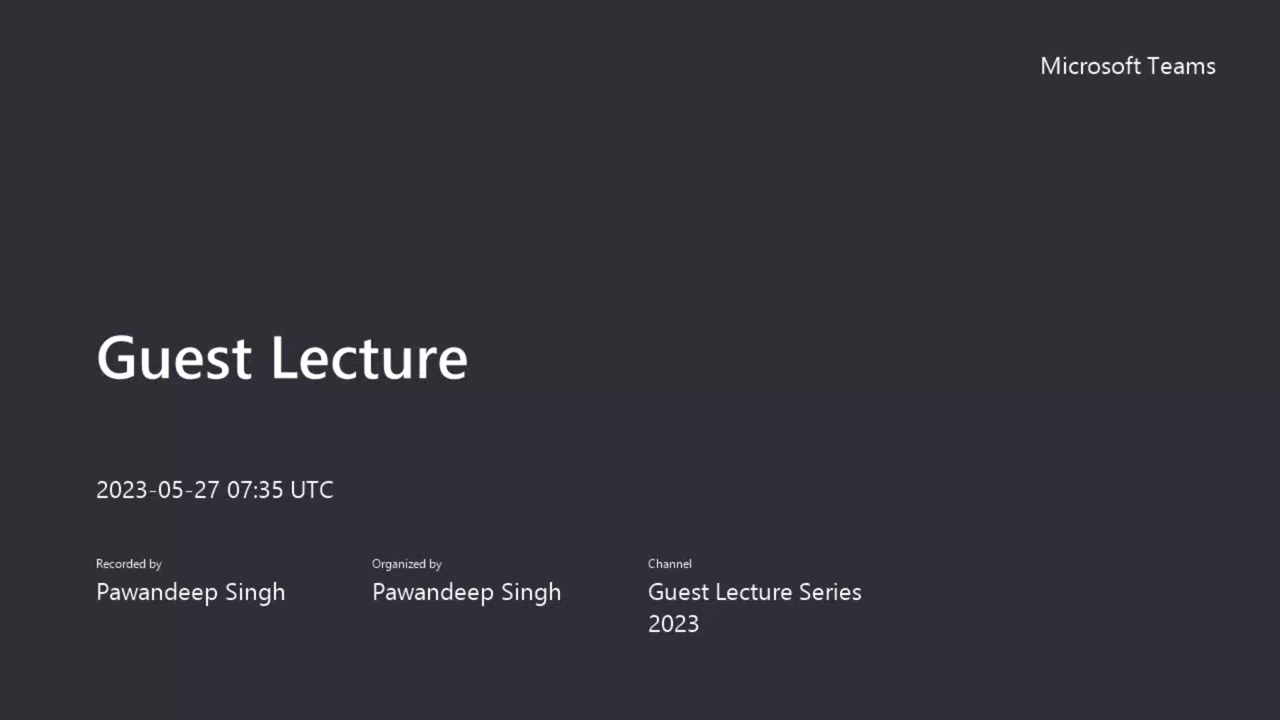 Microsoft Teams
Guest Lecture
2023-05-27 07:35 UTC
Recorded by
Pawandeep Singh
Organized by
Pawandeep Singh
Channel
Guest Lecture Series
2023